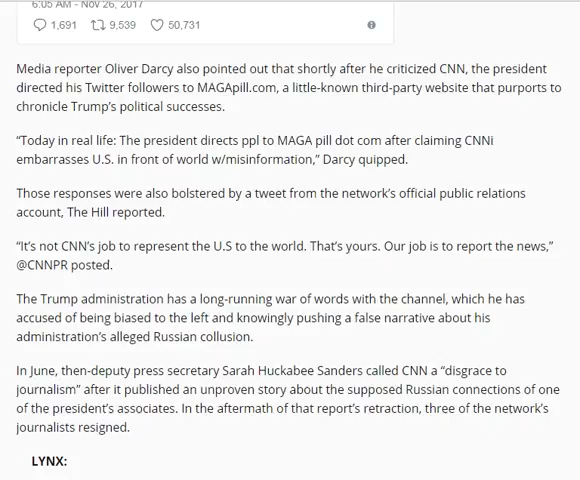 6:05 AM - Nov 26, 2017
1,691 9,539 50,731
Media reporter Oliver Darcy also pointed out that shortly after he criticized CNN, the president
directed his Twitter followers to MAGApill.com, a little-known third-party website that purports to
chronicle Trump’s political successes.
“Today in real life: The president directs ppl to MAGA pill dot com after claiming CNNi
embarrasses U.S. in front of world w/misinformation,” Darcy quipped.
Those responses were also bolstered by a tweet from the network’s official public relations
account, The Hill reported.
“It’s not CNN’s job to represent the U.S to the world. That’s yours. Our job is to report the news,”
@CNNPR posted.
The Trump administration has a long-running war of words with the channel, which he has
accused of being biased to the left and knowingly pushing a false narrative about his
administration’s alleged Russian collusion.
In June, then-deputy press secretary Sarah Huckabee Sanders called CNN a “disgrace to
journalism” after it published an unproven story about the supposed Russian connections of one
of the president’s associates. In the aftermath of that report’s retraction, three of the network’s
journalists resigned.
LYNX: